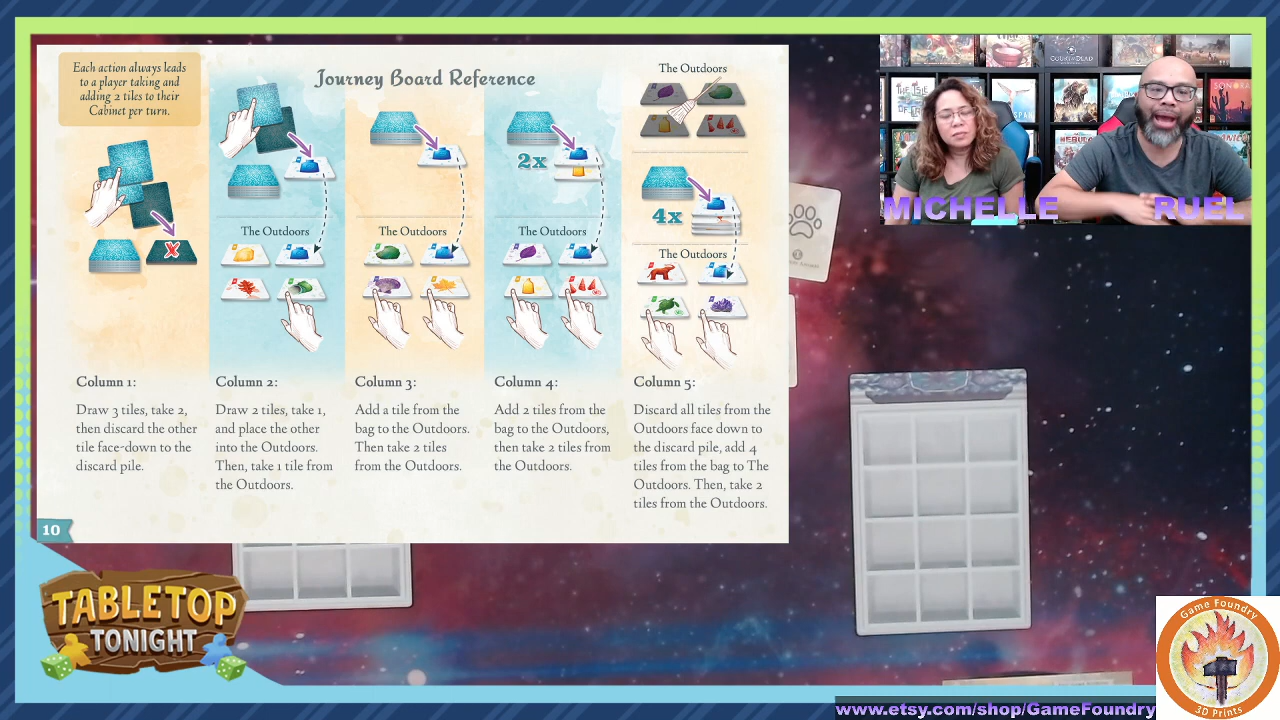 Each action always leads
to a player taking and
adding 2 tiles to their
Cabinet per turn.
Journey Board Reference
The Outdoors
2x
4x
The Outdoors
The Outdoors
The Outdoors
The Outdoors
X
Column 1:
Draw 3 tiles, take 2,
then discard the other
tile face-down to the
discard pile.
Column 2:
Draw 2 tiles, take 1,
and place the other
into the Outdoors.
Then, take 1 tile from
the Outdoors.
Column 3:
Add a tile from the
bag to the Outdoors.
Then take 2 tiles
from the Outdoors.
Column 4:
Add 2 tiles from the
bag to the Outdoors,
then take 2 tiles from
the Outdoors.
Column 5:
Discard all tiles from the
Outdoors face down to
the discard pile, add 4
tiles from the bag to The
Outdoors. Then, take 2
tiles from the Outdoors.
10
MICHELLE
RUEL
TABLETOP
TONIGHT
www.etsy.com/shop/GameFoundry
Game Foundry
3D Prints